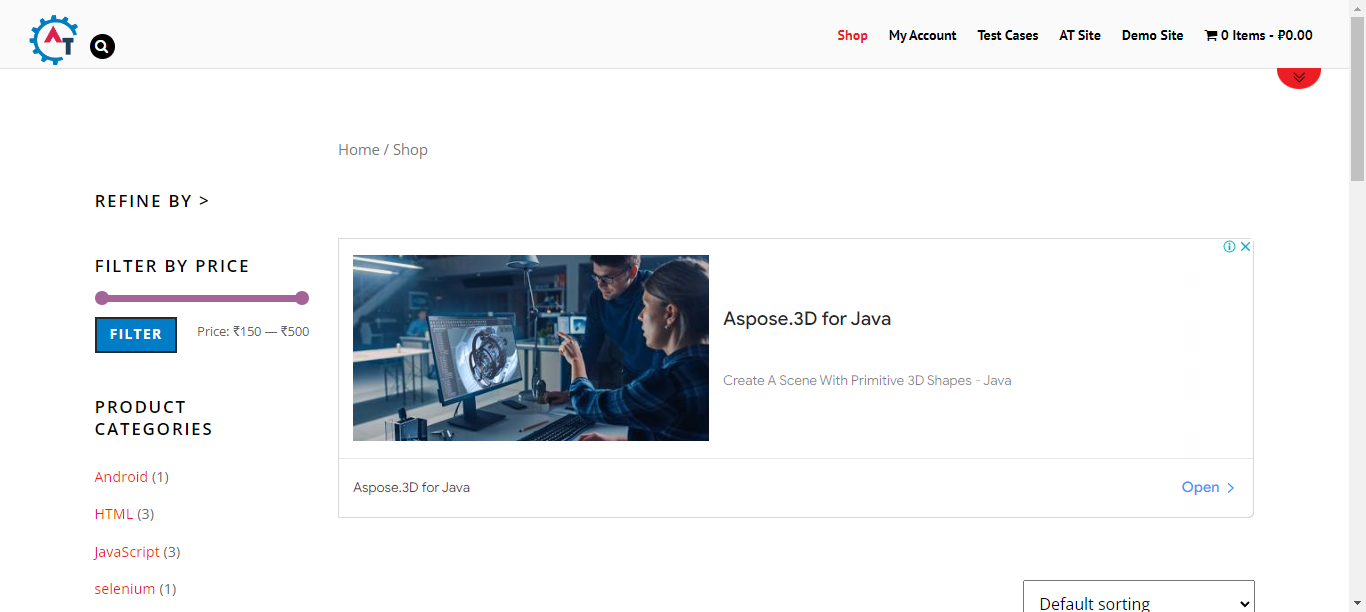 AT
Shop My Account Test Cases AT Site Demo Site 0 Items - ₽0.00
Home / Shop
REFINE BY >
FILTER BY PRICE
FILTER Price: ₹150 — ₹500
PRODUCT
CATEGORIES
Android (1)
HTML (3)
JavaScript (3)
selenium (1)
Aspose.3D for Java
Create A Scene With Primitive 3D Shapes - Java
Aspose.3D for Java Open
Default sorting